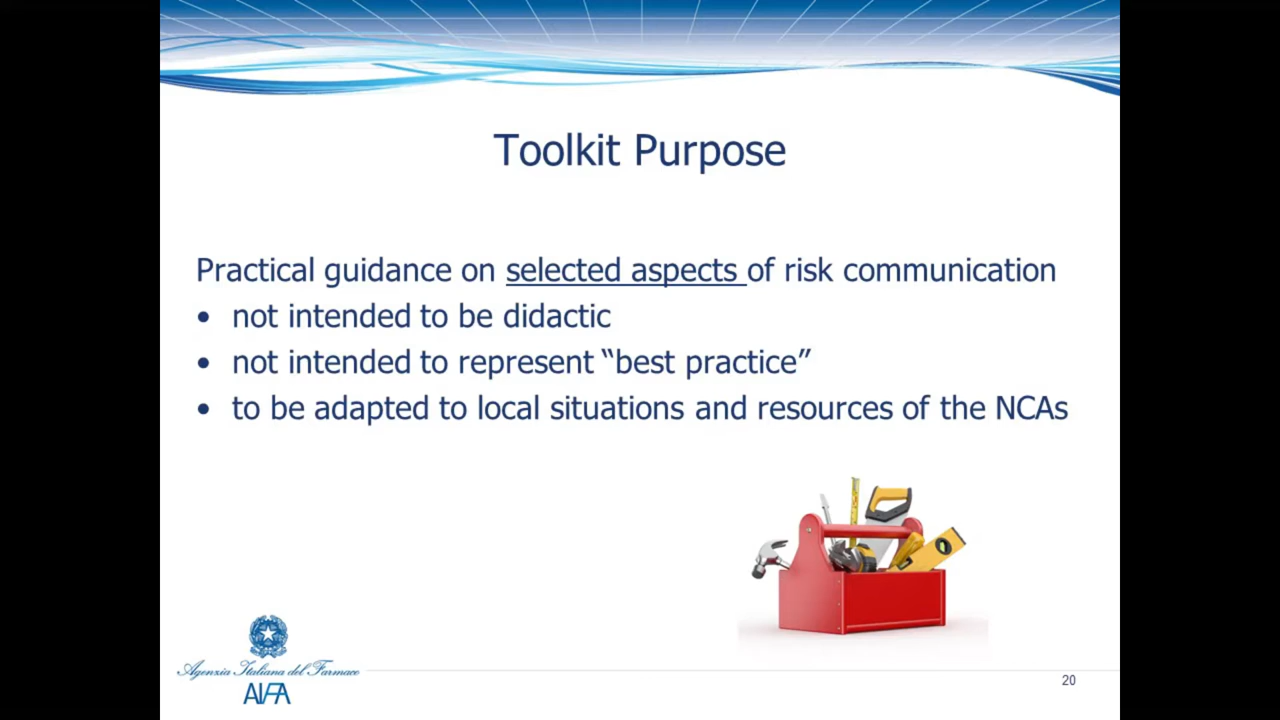 Toolkit Purpose
Practical guidance on selected aspects of risk communication
• not intended to be didactic
• not intended to represent “best practice”
• to be adapted to local situations and resources of the NCAs
Agenzia Italiana del Farmaco
AIFA
20